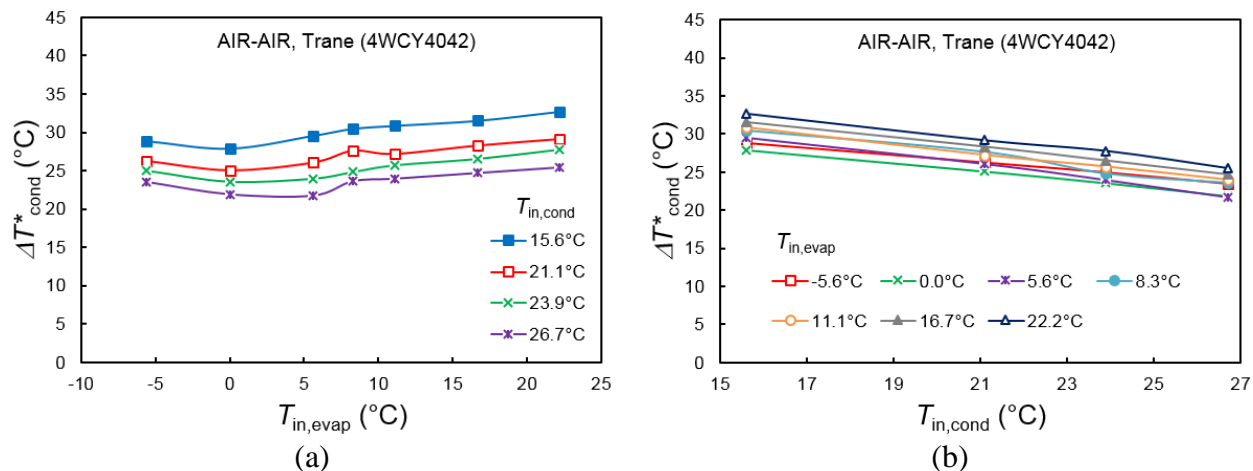 AIR-AIR, Trane (4WCY4042)
ΔT*cond (°C)
45
40
35
30
25
20
15
10
5
0
Tin,cond
15.6°C
21.1°C
23.9°C
26.7°C
-10 -5 0 5 10 15 20 25
Tin,evap (°C)
(a)
AIR-AIR, Trane (4WCY4042)
ΔT*cond (°C)
45
40
35
30
25
20
15
10
5
0
Tin,evap
-5.6°C 0.0°C 5.6°C 8.3°C
11.1°C 16.7°C 22.2°C
15 17 19 21 23 25 27
Tin,cond (°C)
(b)